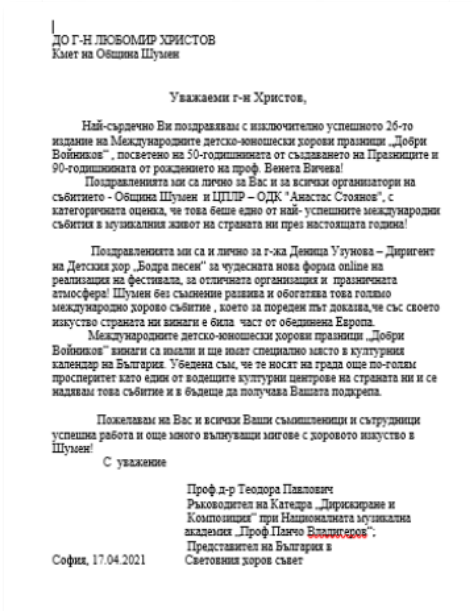 ДО Г-Н ЛЮБОМИР ХРИСТОВ
Кмет на Община Шумен
Уважаеми г-н Христов,
Най-сърдечно Ви поздравявам с изключително успешното 26-то
издание на Международните детско-юношески хорови празници „Добри
Войников“ , посветено на 50-годишнината от създаването на Празниците и
90-годишнината от рождението на проф. Венета Вичева!
Поздравленията ми са лично за Вас и за всички организатори на
събитието - Община Шумен и ЦПЛР – ОДК "Анастас Стоянов", с
категоричната оценка, че това беше едно от най- успешните международни
събития в музикалния живот на страната ни през настоящата година!
Поздравленията ми са и лично за г-жа Деница Узунова – Диригент
на Детския хор „Бодра песен“ за чудесната нова форма online на
реализация на фестивала, за отличната организация и празничната
атмосфера! Шумен без съмнение развива и обогатява това голямо
международно хорово събитие , което за пореден път доказва,че със своето
изкуство страната ни винаги е била част от обединена Европа.
Международните детско-юношески хорови празници „Добри
Войников“ винаги са имали и ще имат специално място в културния
календар на България. Убедена съм, че те носят на града още по-голям
просперитет като един от водещите културни центрове на страната ни и се
надявам това събитие и в бъдеще да получава Вашата подкрепа.
Пожелавам на Вас и всички Ваши съмишленици и сътрудници
успешна работа и още много вълнуващи мигове с хоровото изкуство в
Шумен!
С уважение
Проф.д-р Теодора Павлович
Ръководител на Катедра „Дирижиране и
Композиция“ при Националната музикална
академия „Проф.Панчо Владигеров“;
Представител на България в
София, 17.04.2021 Световния хоров съвет